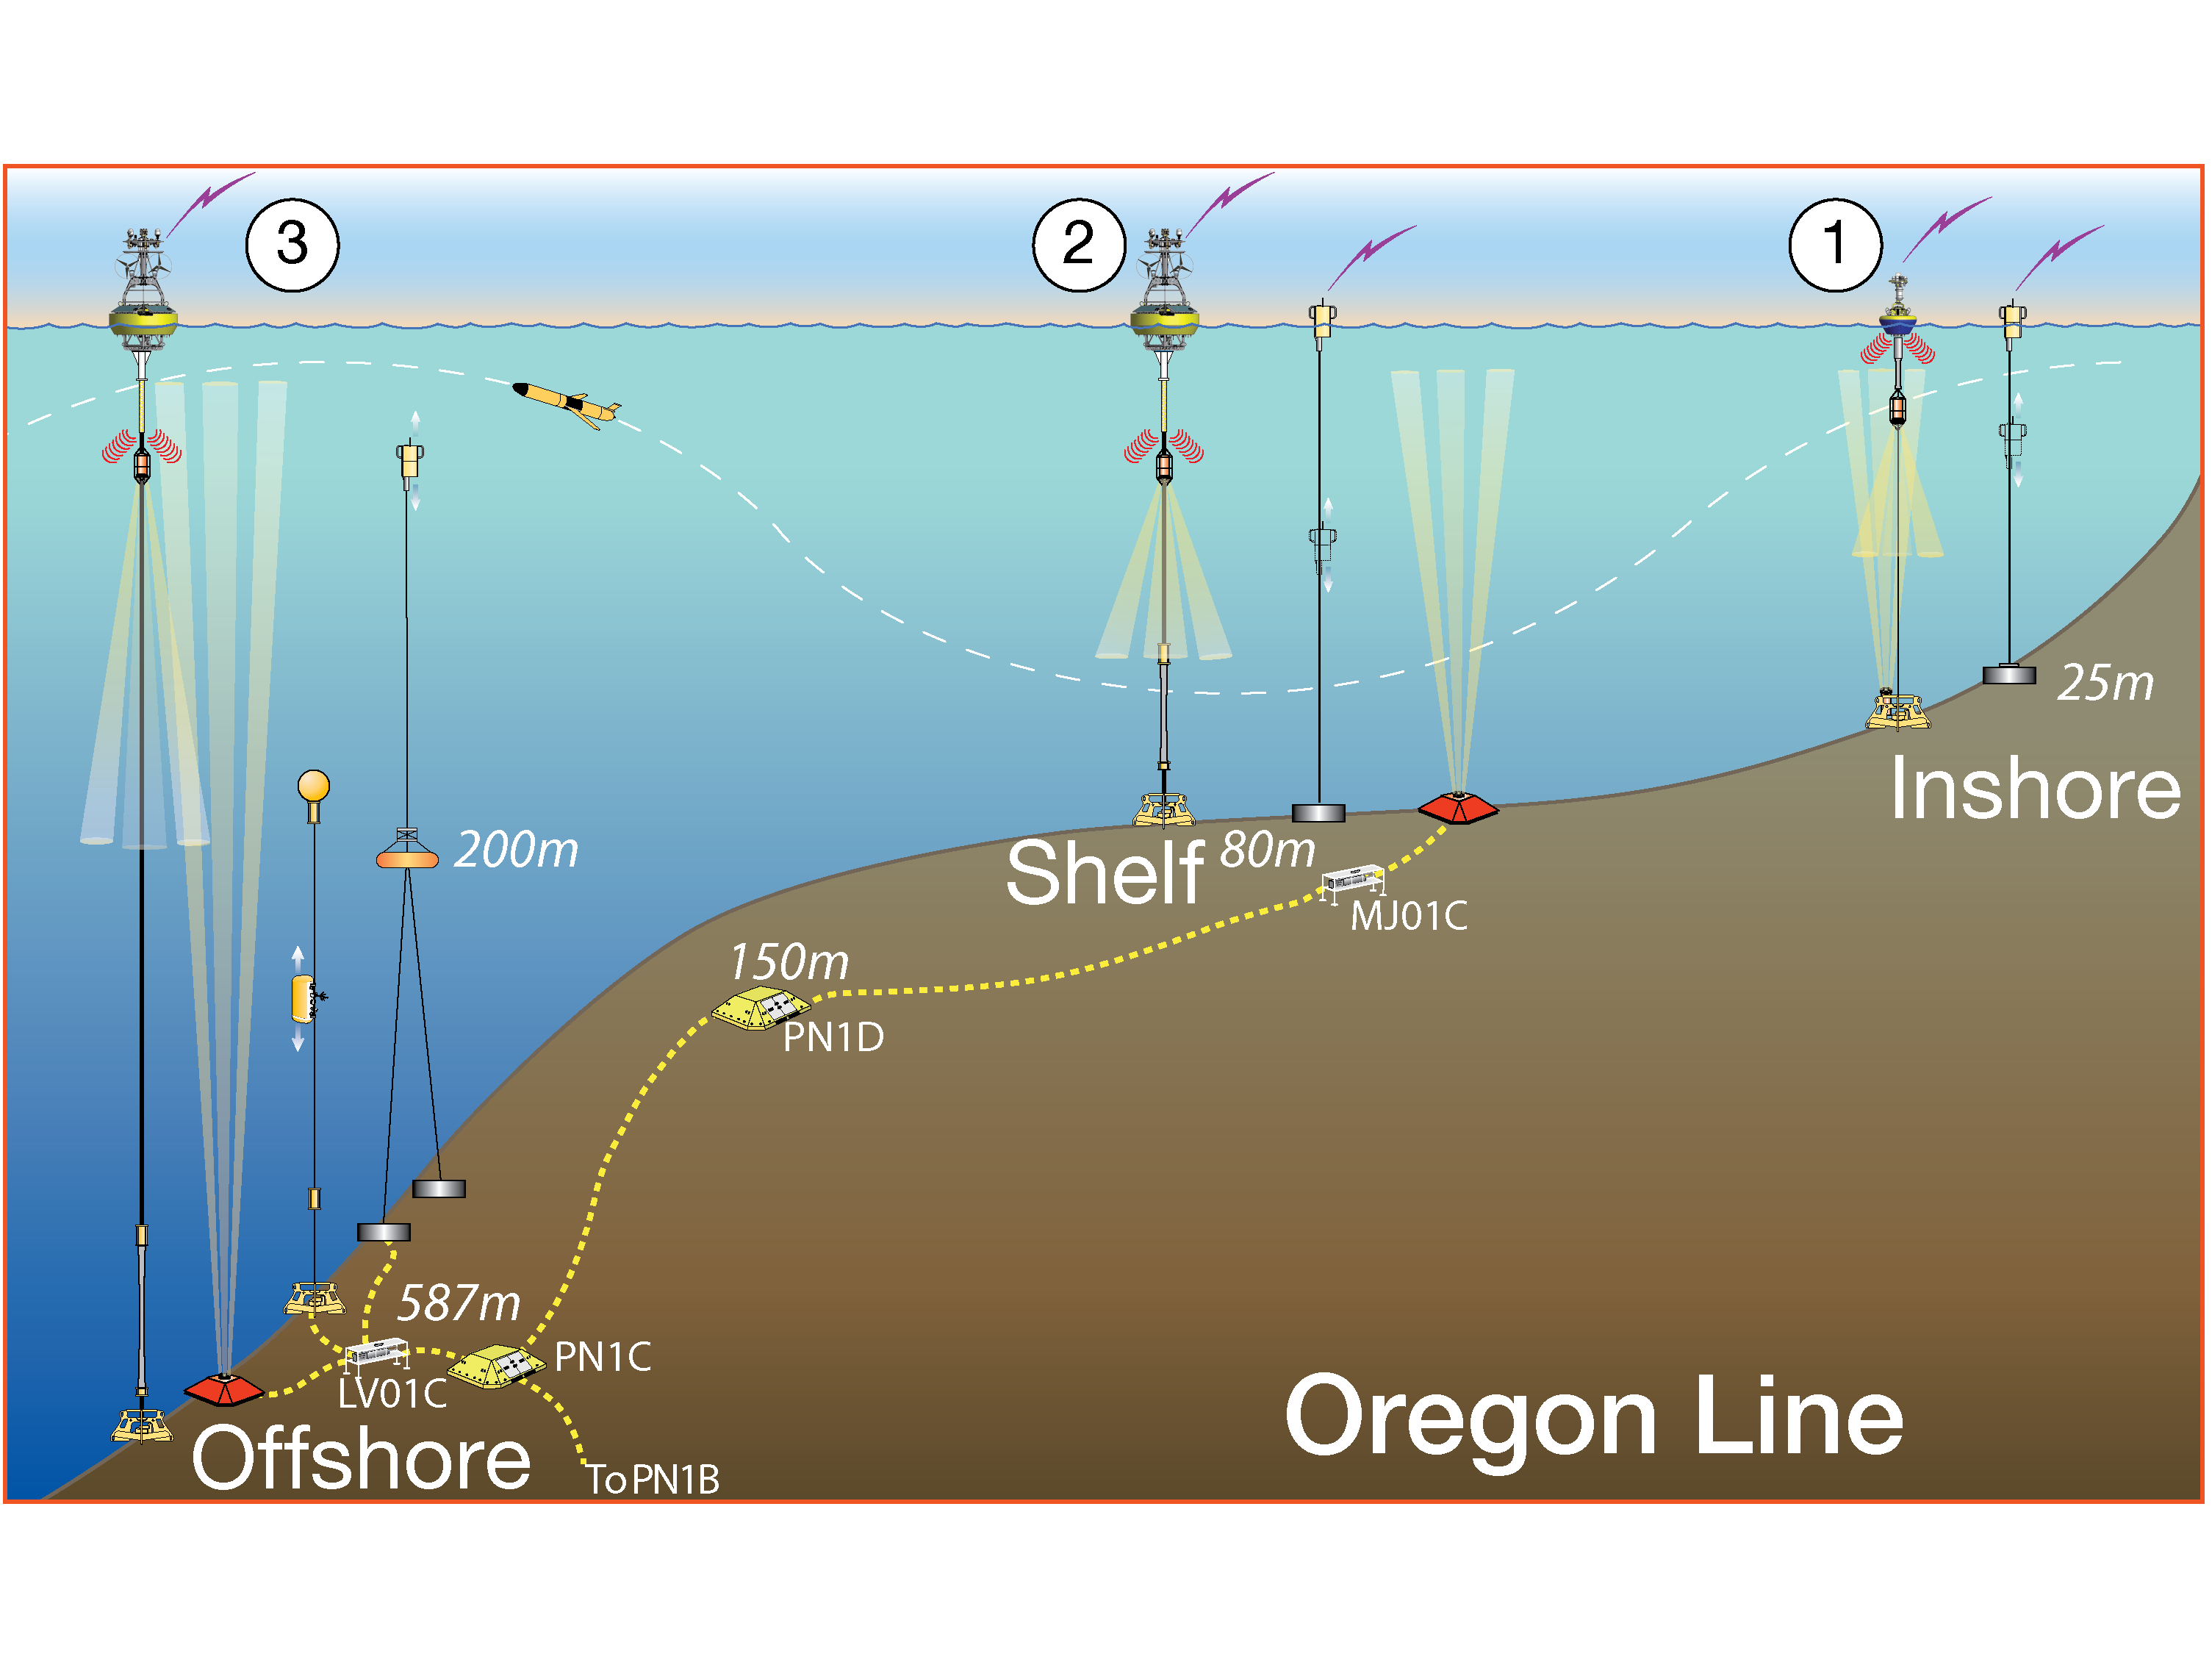 3
2
1
25m
Inshore
200m
Shelf 80m
MJ01C
150m
PN1D
587m
PN1C
LV01C
Offshore
Oregon Line
To PN1B